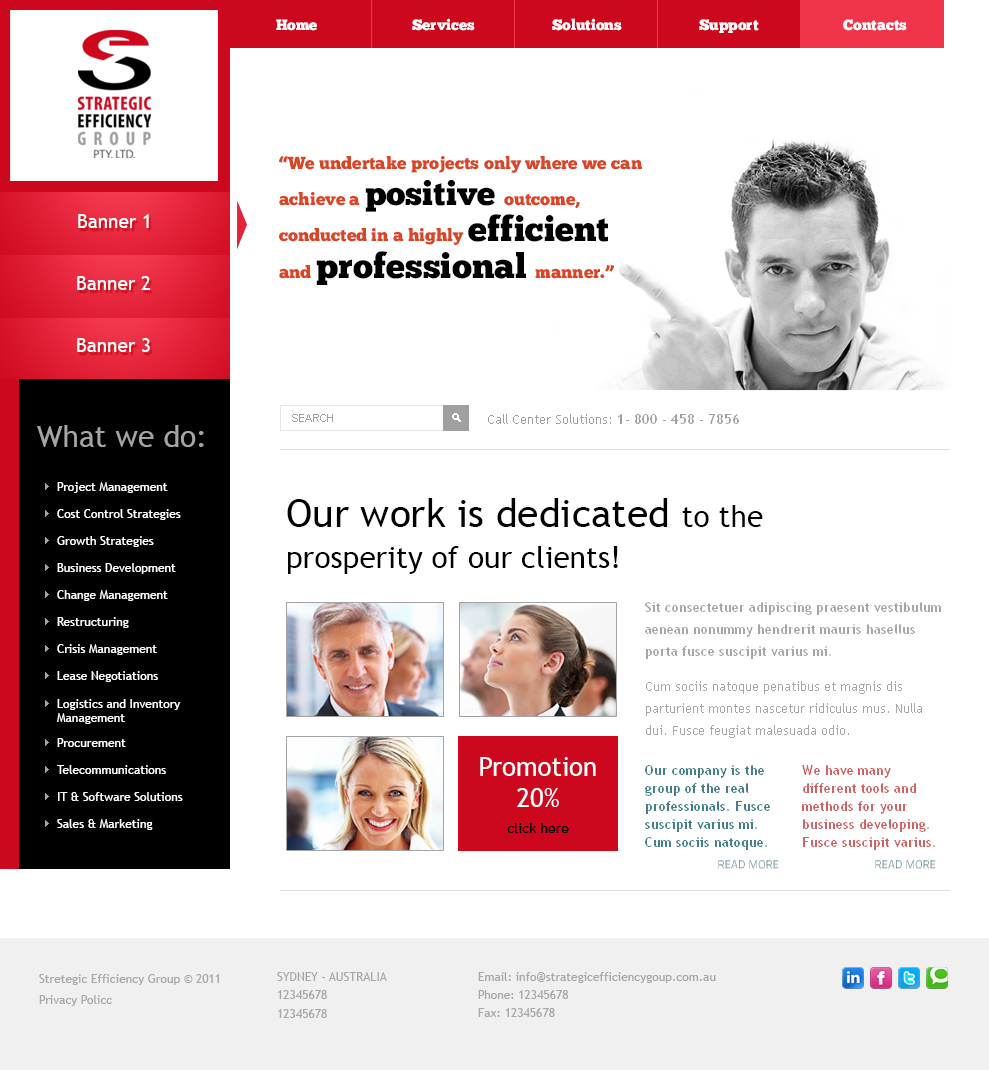 Home
Services
Solutions
Support
Contacts
S
STRATEGIC
EFFICIENCY
GROUP
PTY. LTD.
Banner 1
Banner 2
Banner 3
“We undertake projects only where we can
achieve a positive outcome,
conducted in a highly efficient
and professional manner.”
SEARCH
Call Center Solutions: 1- 800 - 458 - 7856
What we do:
Project Management
Cost Control Strategies
Growth Strategies
Business Development
Change Management
Restructuring
Crisis Management
Lease Negotiations
Logistics and Inventory
Management
Procurement
Telecommunications
IT & Software Solutions
Sales & Marketing
Our work is dedicated to the
prosperity of our clients!
Promotion
20%
click here
Sit consectetuer adipiscing praesent vestibulum
aenean nonummy hendrerit mauris hasellus
porta fusce suscipit varius mi.
Cum sociis natoque penatibus et magnis dis
parturient montes nascetur ridiculus mus. Nulla
dui. Fusce feugiat malesuada odio.
Our company is the
group of the real
professionals. Fusce
suscipit varius mi.
Cum sociis natoque.
READ MORE
We have many
different tools and
methods for your
business developing.
Fusce suscipit varius.
READ MORE
Stretegic Efficiency Group © 2011
Privacy Policc
SYDNEY - AUSTRALIA
12345678
12345678
Email: info@strategicefficiencygoup.com.au
Phone: 12345678
Fax: 12345678
in
f
t